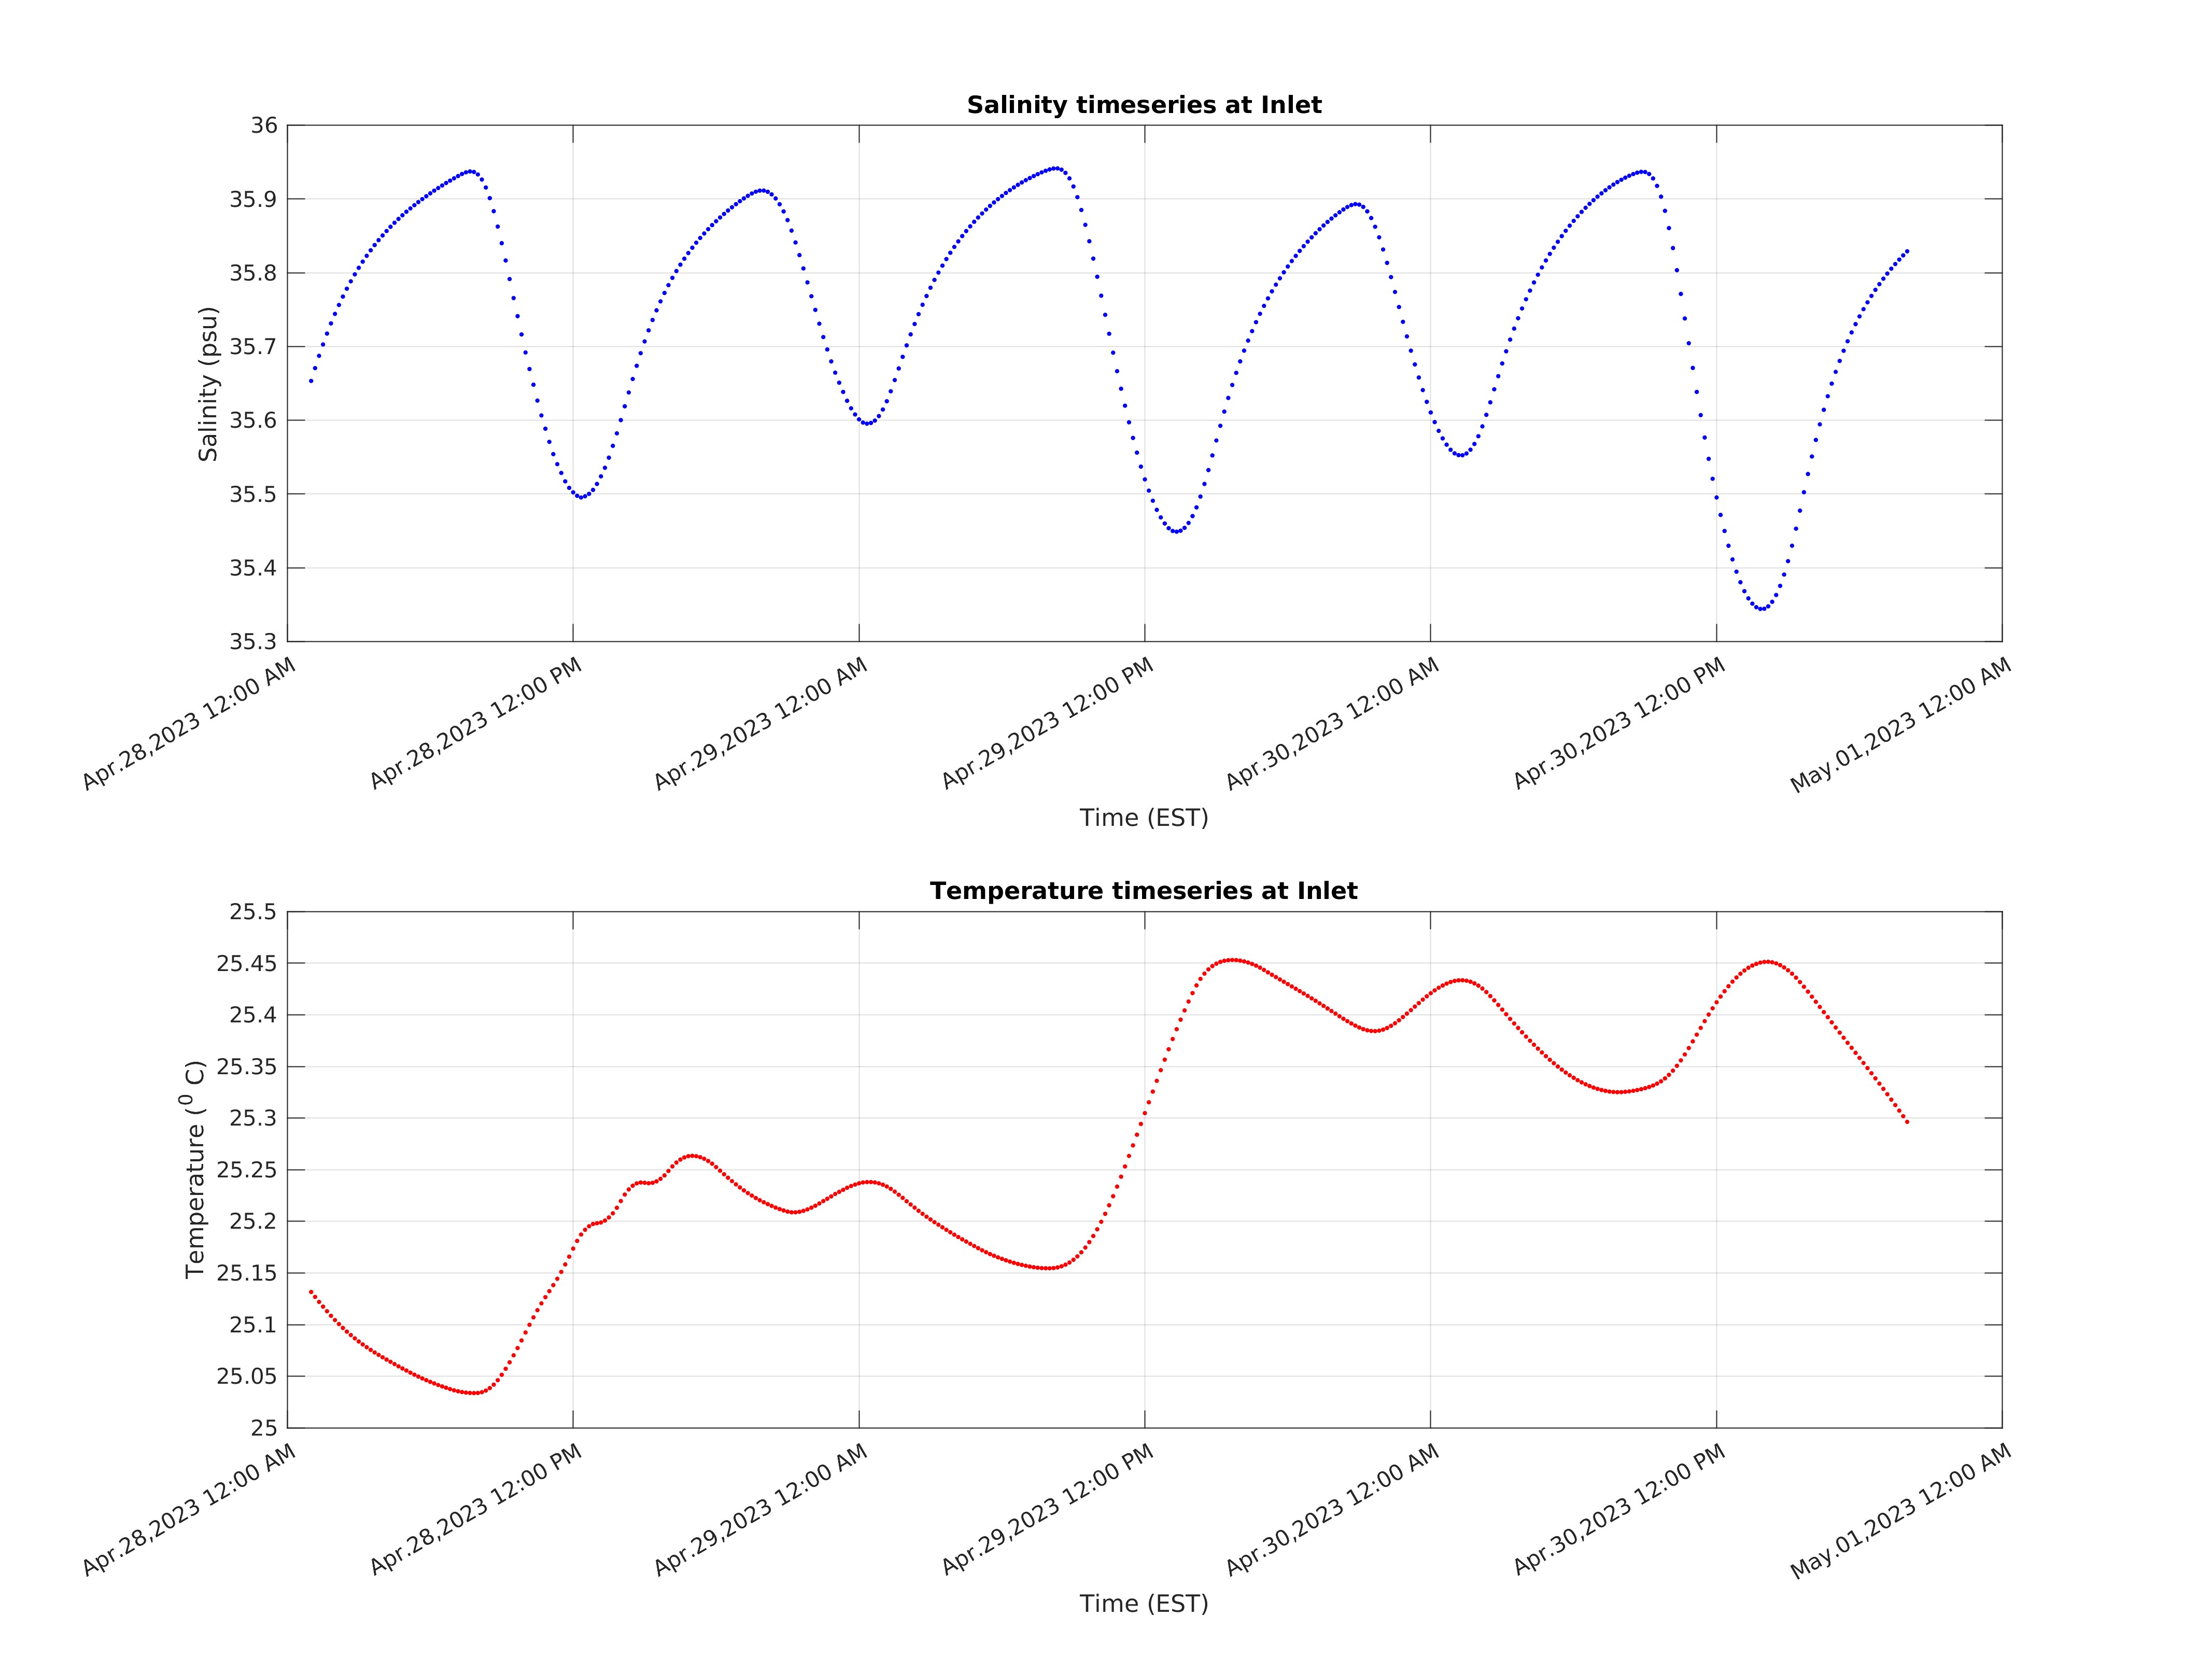 Salinity timeseries at Inlet
Salinity (psu)
36
35.9
35.8
35.7
35.6
35.5
35.4
35.3
Apr.28,2023 12:00 AM
Apr.28,2023 12:00 PM
Apr.29,2023 12:00 AM
Apr.29,2023 12:00 PM
Apr.30,2023 12:00 AM
Apr.30,2023 12:00 PM
May.01,2023 12:00 AM
Time (EST)
Temperature timeseries at Inlet
Temperature (⁰ C)
25.5
25.45
25.4
25.35
25.3
25.25
25.2
25.15
25.1
25.05
25
Apr.28,2023 12:00 AM
Apr.28,2023 12:00 PM
Apr.29,2023 12:00 AM
Apr.29,2023 12:00 PM
Apr.30,2023 12:00 AM
Apr.30,2023 12:00 PM
May.01,2023 12:00 AM
Time (EST)